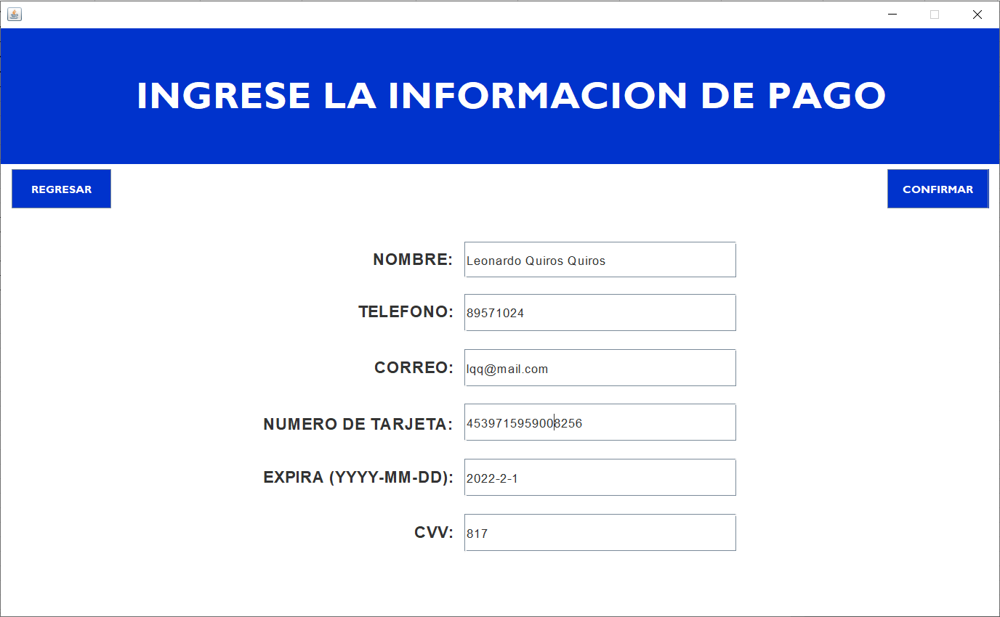 INGRESE LA INFORMACION DE PAGO
REGRESAR
CONFIRMAR
NOMBRE: Leonardo Quiros Quiros
TELEFONO: 89571024
CORREO: lqq@mail.com
NUMERO DE TARJETA: 4539715959008256
EXPIRA (YYYY-MM-DD): 2022-2-1
CVV: 817